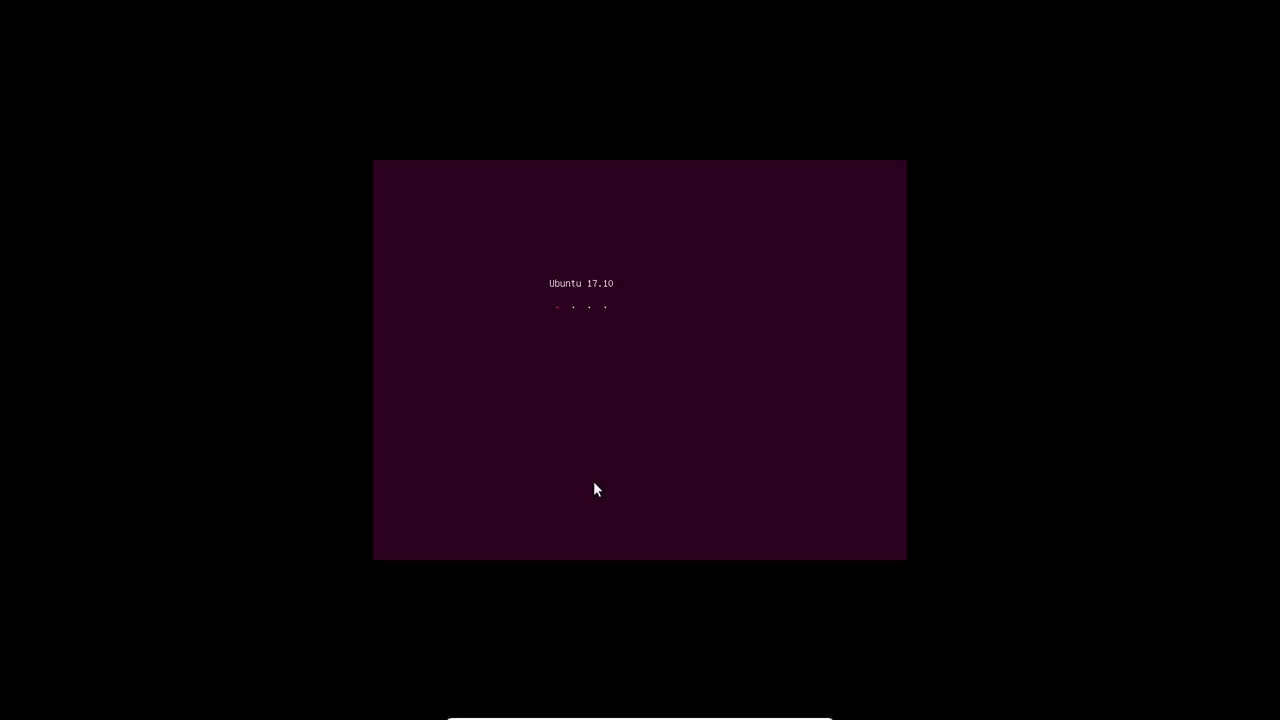 Ubuntu 17.10
. . . .